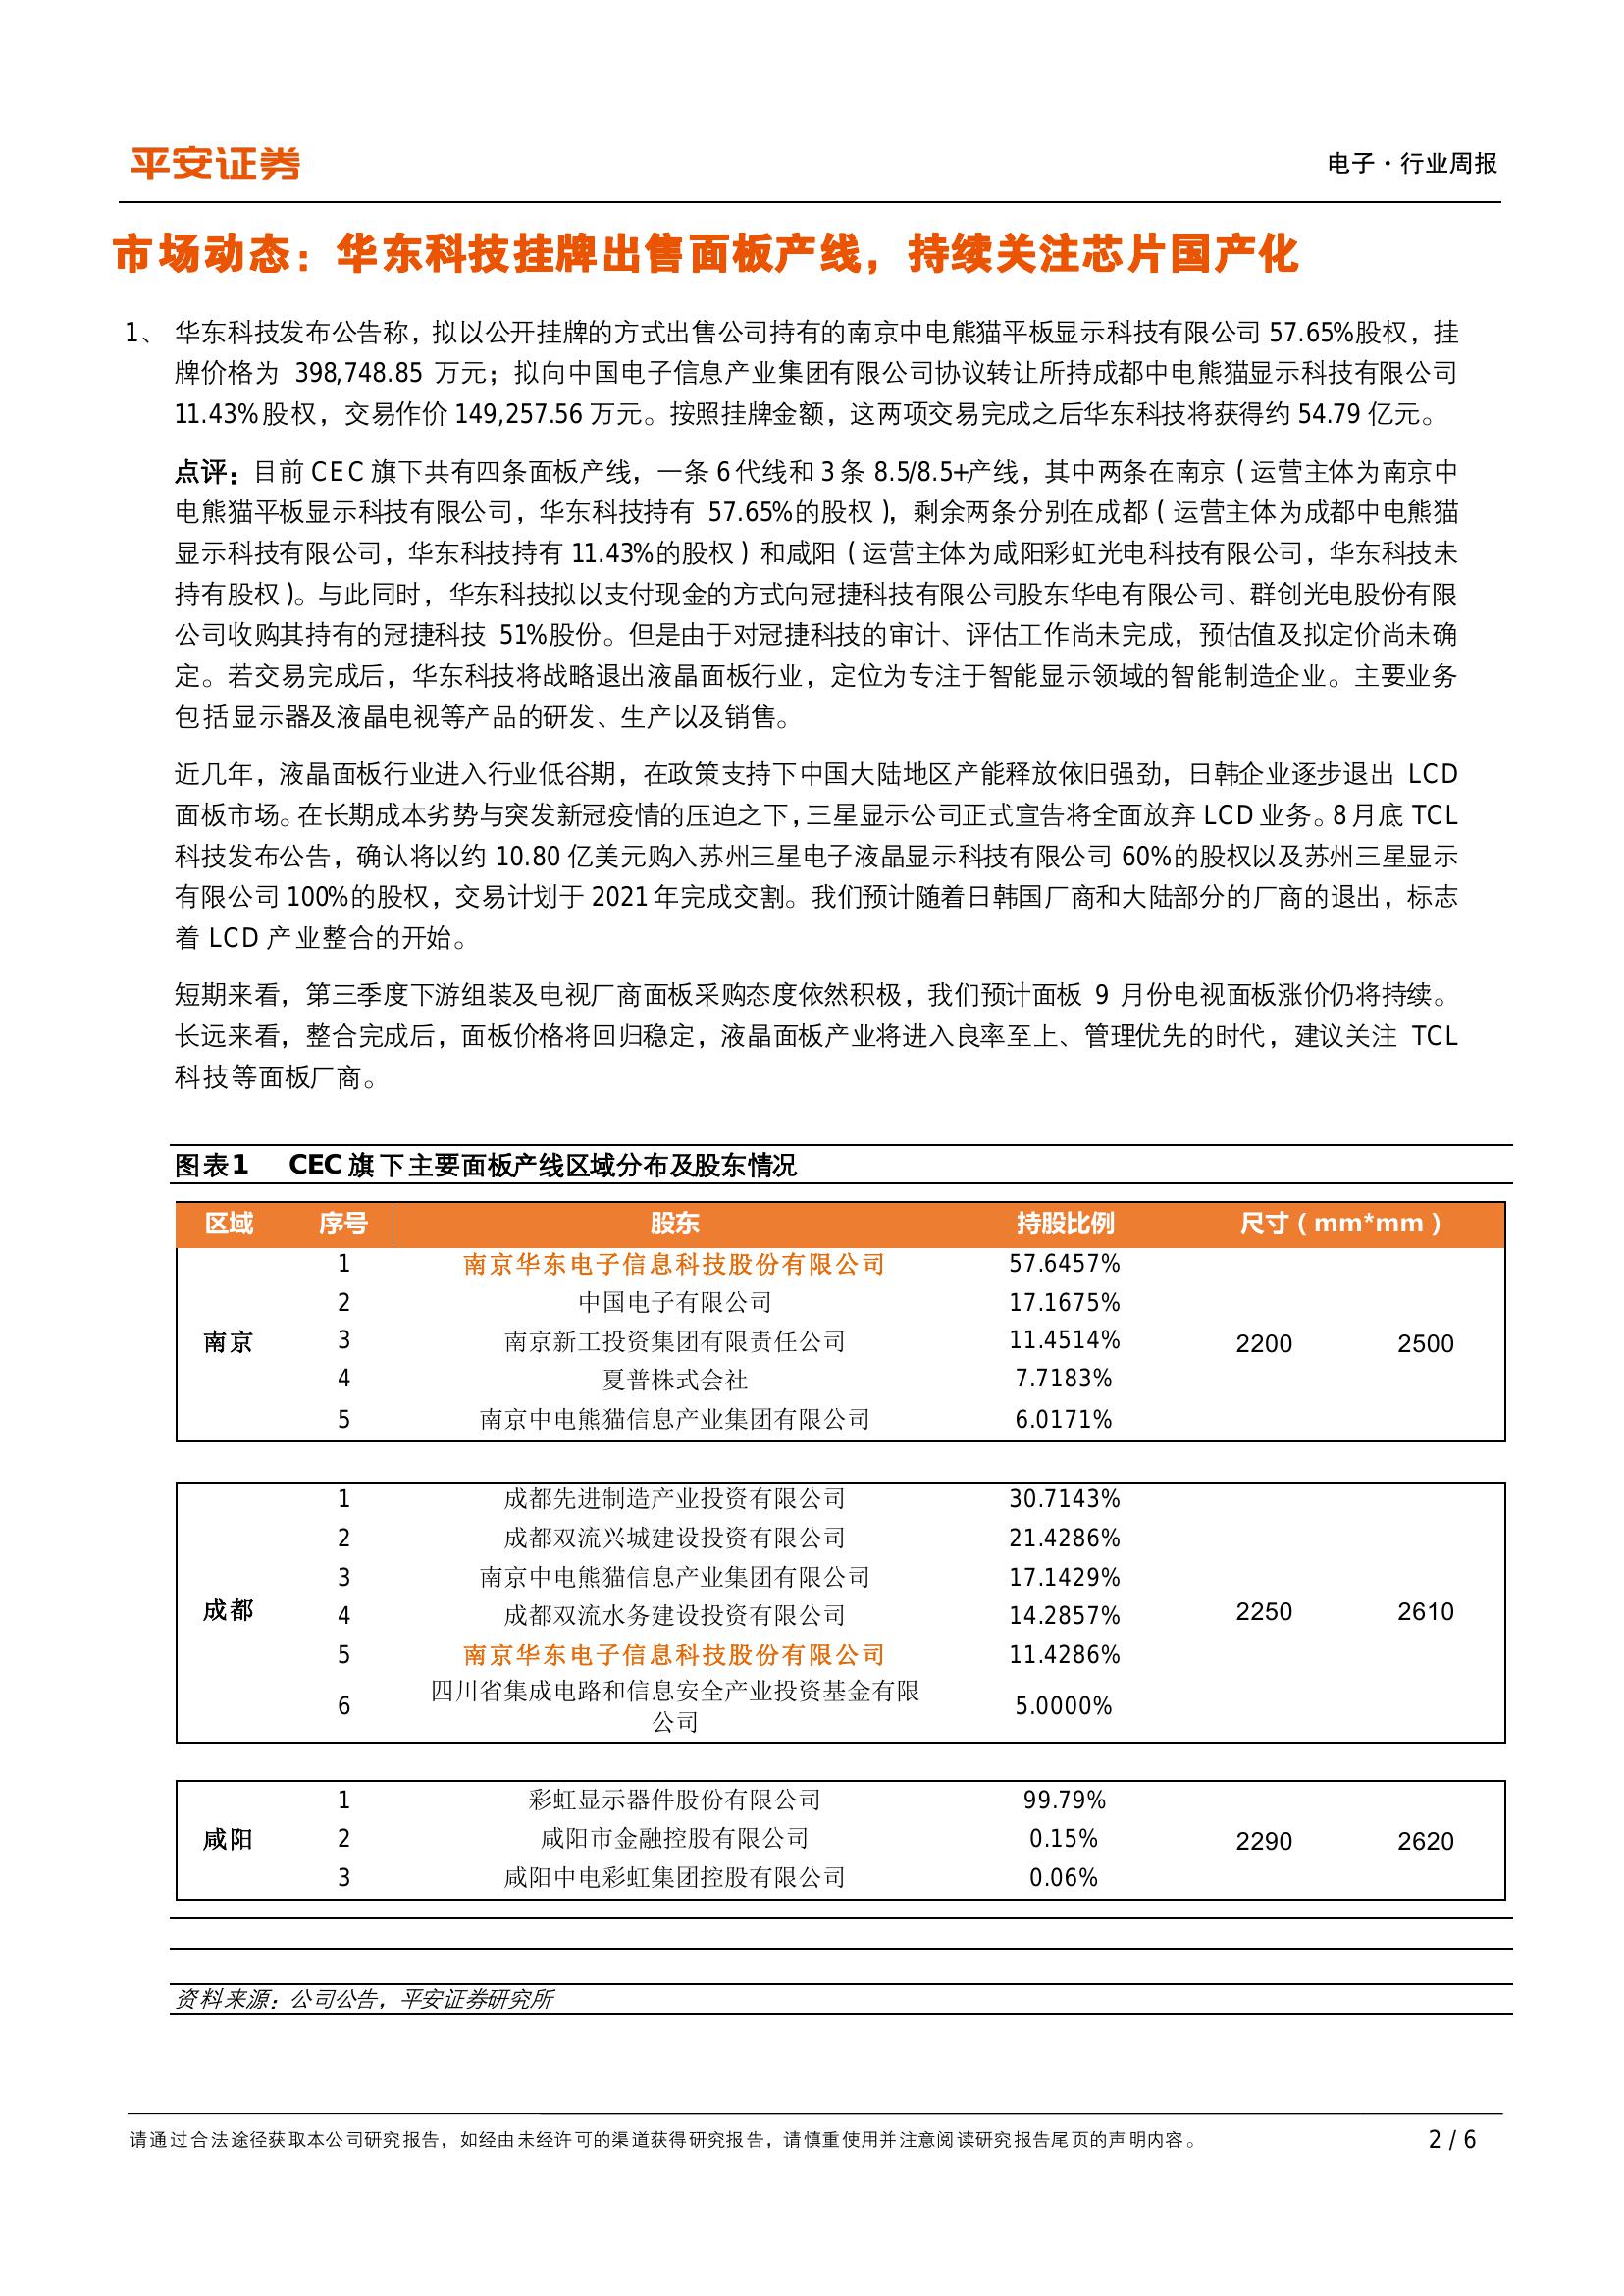 平安证券
电子·行业周报
市场动态：华东科技挂牌出售面板产线，持续关注芯片国产化
1、 华东科技发布公告称，拟以公开挂牌的方式出售公司持有的南京中电熊猫平板显示科技有限公司 57.65%股权，挂
牌价格为 398,748.85 万元；拟向中国电子信息产业集团有限公司协议转让所持成都中电熊猫显示科技有限公司
11.43%股权，交易作价 149,257.56 万元。按照挂牌金额，这两项交易完成之后华东科技将获得约 54.79 亿元。
点评：目前 CEC 旗下共有四条面板产线，一条 6 代线和 3 条 8.5/8.5+产线，其中两条在南京（运营主体为南京中
电熊猫平板显示科技有限公司，华东科技持有 57.65%的股权），剩余两条分别在成都（运营主体为成都中电熊猫
显示科技有限公司，华东科技持有 11.43%的股权）和咸阳（运营主体为咸阳彩虹光电科技有限公司，华东科技未
持有股权）。与此同时，华东科技拟以支付现金的方式向冠捷科技有限公司股东华电有限公司、群创光电股份有限
公司收购其持有的冠捷科技 51%股份。但是由于对冠捷科技的审计、评估工作尚未完成，预估值及拟定价尚未确
定。若交易完成后，华东科技将战略退出液晶面板行业，定位为专注于智能显示领域的智能制造企业。主要业务
包括显示器及液晶电视等产品的研发、生产以及销售。
近几年，液晶面板行业进入行业低谷期，在政策支持下中国大陆地区产能释放依旧强劲，日韩企业逐步退出 LCD
面板市场。在长期成本劣势与突发新冠疫情的压迫之下，三星显示公司正式宣告将全面放弃 LCD 业务。8 月底 TCL
科技发布公告，确认将以约 10.80 亿美元购入苏州三星电子液晶显示科技有限公司 60%的股权以及苏州三星显示
有限公司 100%的股权，交易计划于 2021 年完成交割。我们预计随着日韩国厂商和大陆部分的厂商的退出，标志
着 LCD 产业整合的开始。
短期来看，第三季度下游组装及电视厂商面板采购态度依然积极，我们预计面板 9 月份电视面板涨价仍将持续。
长远来看，整合完成后，面板价格将回归稳定，液晶面板产业将进入良率至上、管理优先的时代，建议关注 TCL
科技等面板厂商。
图表1 CEC 旗下主要面板产线区域分布及股东情况
区域 序号 股东 持股比例 尺寸（mm*mm）
1 南京华东电子信息科技股份有限公司 57.6457%
2 中国电子有限公司 17.1675%
南京 3 南京新工投资集团有限责任公司 11.4514% 2200 2500
4 夏普株式会社 7.7183%
5 南京中电熊猫信息产业集团有限公司 6.0171%
1 成都先进制造产业投资有限公司 30.7143%
2 成都双流兴城建设投资有限公司 21.4286%
3 南京中电熊猫信息产业集团有限公司 17.1429%
成都 4 成都双流水务建设投资有限公司 14.2857% 2250 2610
5 南京华东电子信息科技股份有限公司 11.4286%
四川省集成电路和信息安全产业投资基金有限
6 公司 5.0000%
1 彩虹显示器件股份有限公司 99.79%
咸阳 2 咸阳市金融控股有限公司 0.15% 2290 2620
3 咸阳中电彩虹集团控股有限公司 0.06%
资料来源：公司公告，平安证券研究所
请通过合法途径获取本公司研究报告，如经由未经许可的渠道获得研究报告，请慎重使用并注意阅读研究报告尾页的声明内容。
2 / 6